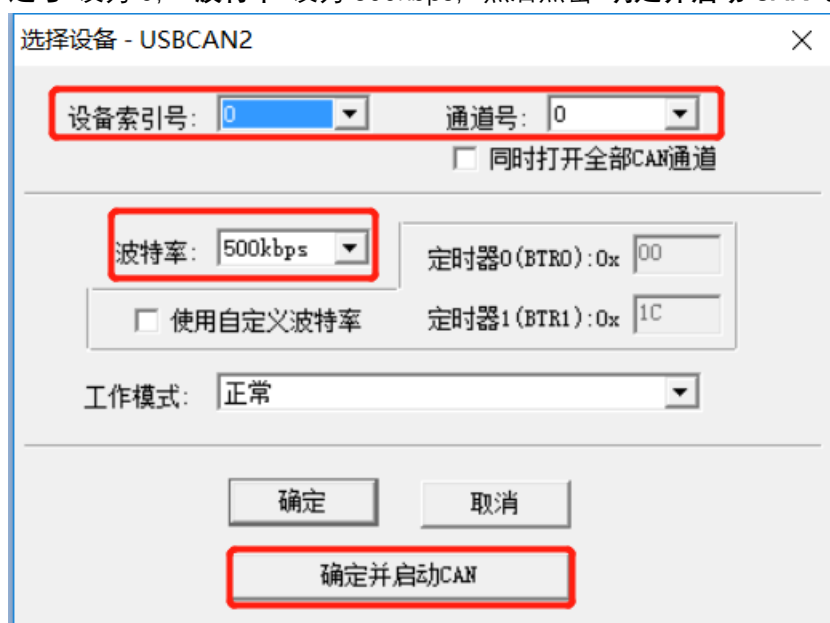 选择设备 - USBCAN2
设备索引号: 0 通道号: 0
同时打开全部CAN通道
波特率: 500kbps 定时器0(BTR0):0x 00
使用自定义波特率 定时器1(BTR1):0x 1C
工作模式: 正常
确定 取消
确定并启动CAN